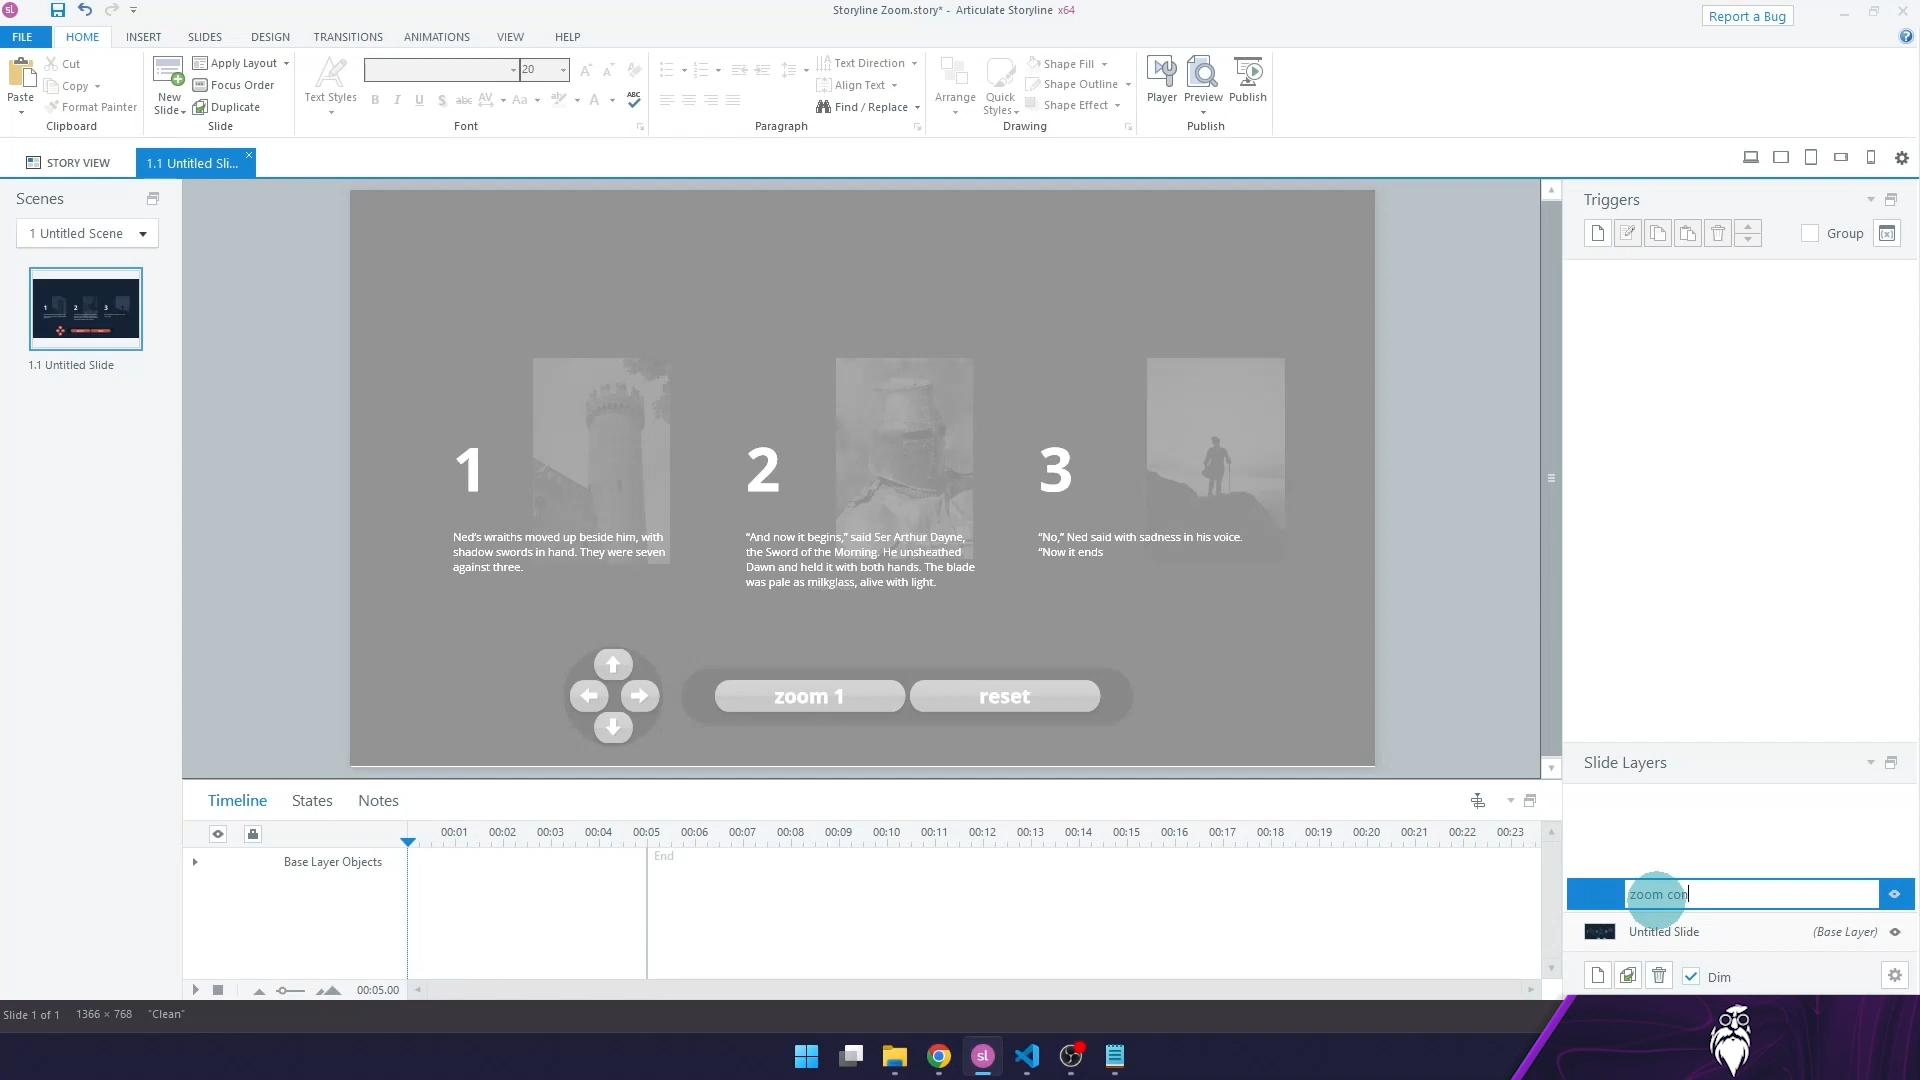 sl
Storyline Zoom.story* - Articulate Storyline x64
Report a Bug
FILE HOME INSERT SLIDES DESIGN TRANSITIONS ANIMATIONS VIEW HELP
Paste
Cut
Copy
Format Painter
Clipboard
New Slide
Apply Layout
Focus Order
Duplicate
Slide
Text Styles
20
B I U S abc AV Aa aby A ABC
Font
Text Direction
Align Text
Find / Replace
Paragraph
Arrange
Quick Styles
Shape Fill
Shape Outline
Shape Effect
Drawing
Player
Preview
Publish
Publish
STORY VIEW
1.1 Untitled Sli...
Scenes
1 Untitled Scene
1 2 3
1.1 Untitled Slide
1
Ned's wraiths moved up beside him, with
shadow swords in hand. They were seven
against three.
2
“And now it begins,” said Ser Arthur Dayne,
the Sword of the Morning. He unsheathed
Dawn and held it with both hands. The blade
was pale as milkglass, alive with light.
3
“No,” Ned said with sadness in his voice.
“Now it ends
zoom 1
reset
Triggers
Group
(x)
Slide Layers
zoom con
Untitled Slide (Base Layer)
Dim
Timeline States Notes
00:01 00:02 00:03 00:04 00:05 00:06 00:07 00:08 00:09 00:10 00:11 00:12 00:13 00:14 00:15 00:16 00:17 00:18 00:19 00:20 00:21 00:22 00:23
Base Layer Objects
End
00:05.00
Slide 1 of 1 1366 × 768 "Clean"
sl